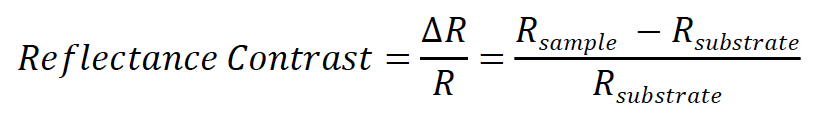 Reflectance Contrast = ΔR/R = (R_sample − R_substrate)/R_substrate